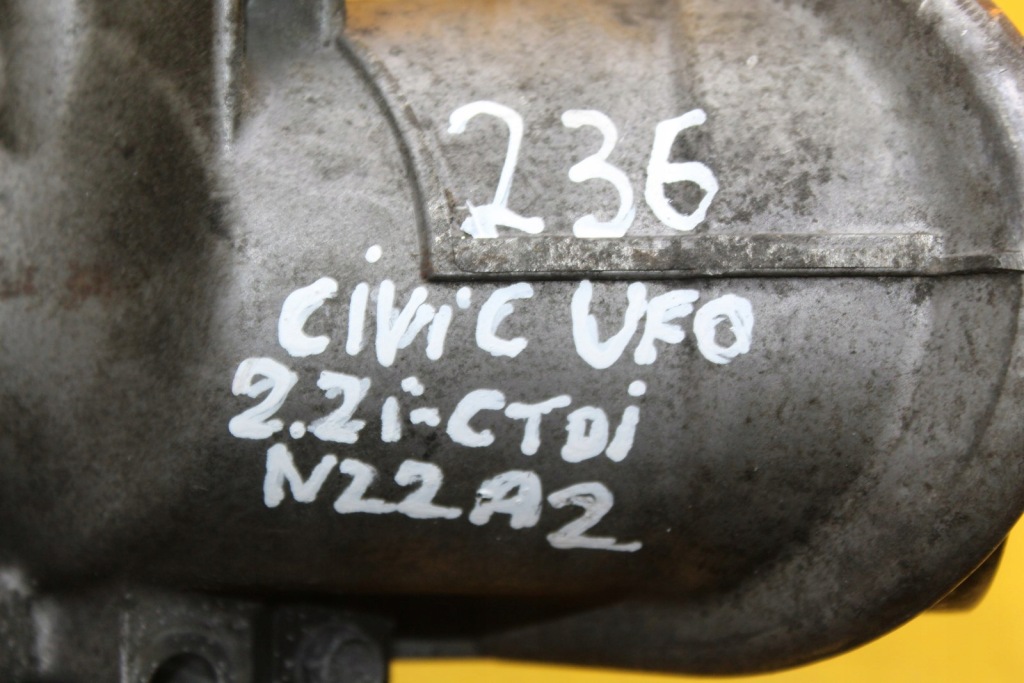 236
CiViC UFO
2.2i-CTDi
N22A2